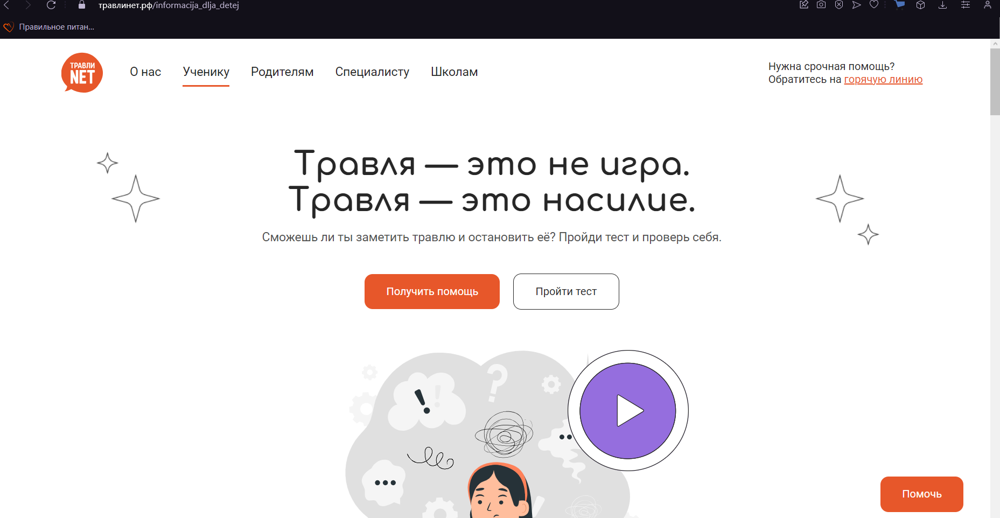 травлинет.рф/informacija_dlja_detej
Правильное питан...
ТРАВЛИ
NET
О нас
Ученику
Родителям
Специалисту
Школам
Нужна срочная помощь?
Обратитесь на горячую линию
Травля — это не игра.
Травля — это насилие.
Сможешь ли ты заметить травлю и остановить её? Пройди тест и проверь себя.
Получить помощь
Пройти тест
Помочь